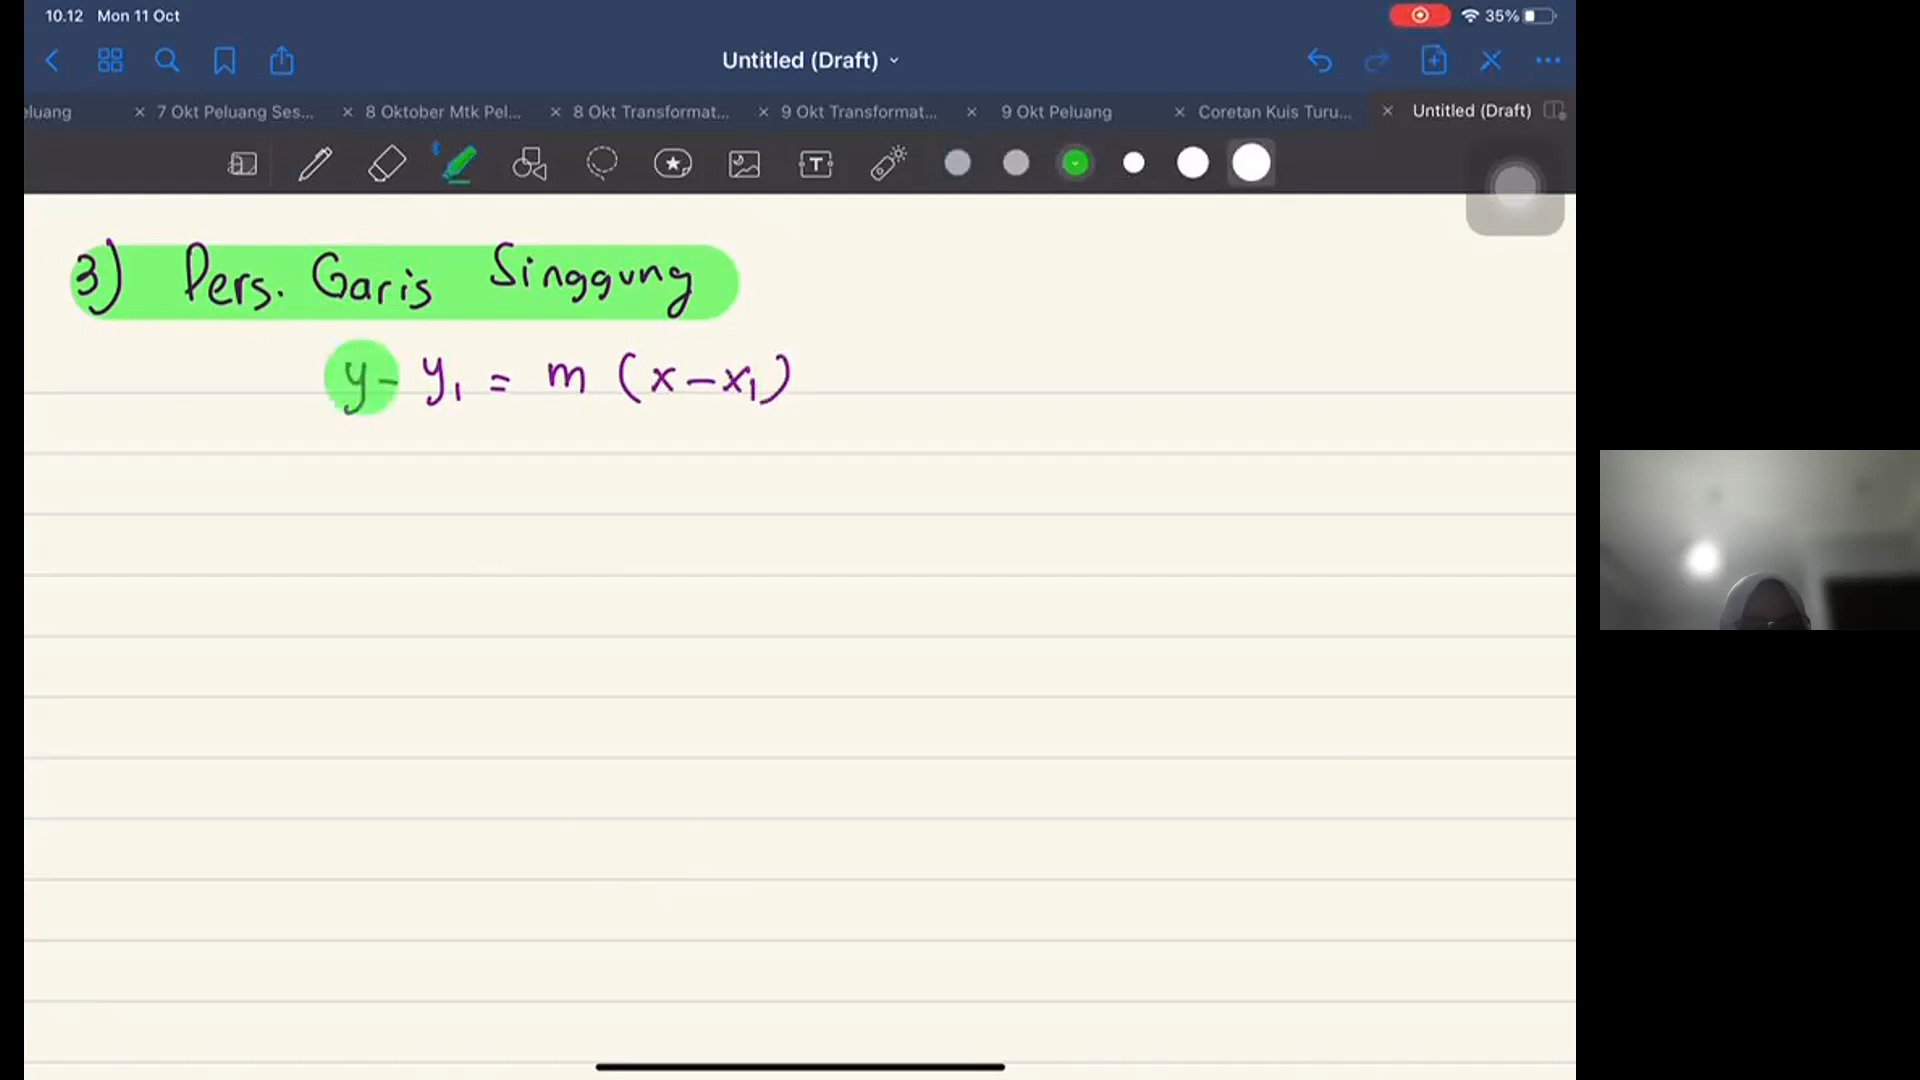 10.12 Mon 11 Oct
35%
Untitled (Draft)
eluang
7 Okt Peluang Ses...
8 Oktober Mtk Pel...
8 Okt Transformat...
9 Okt Transformat...
9 Okt Peluang
Coretan Kuis Turu...
Untitled (Draft)
T
3) Pers. Garis Singgung
y - y₁ = m (x - x₁)